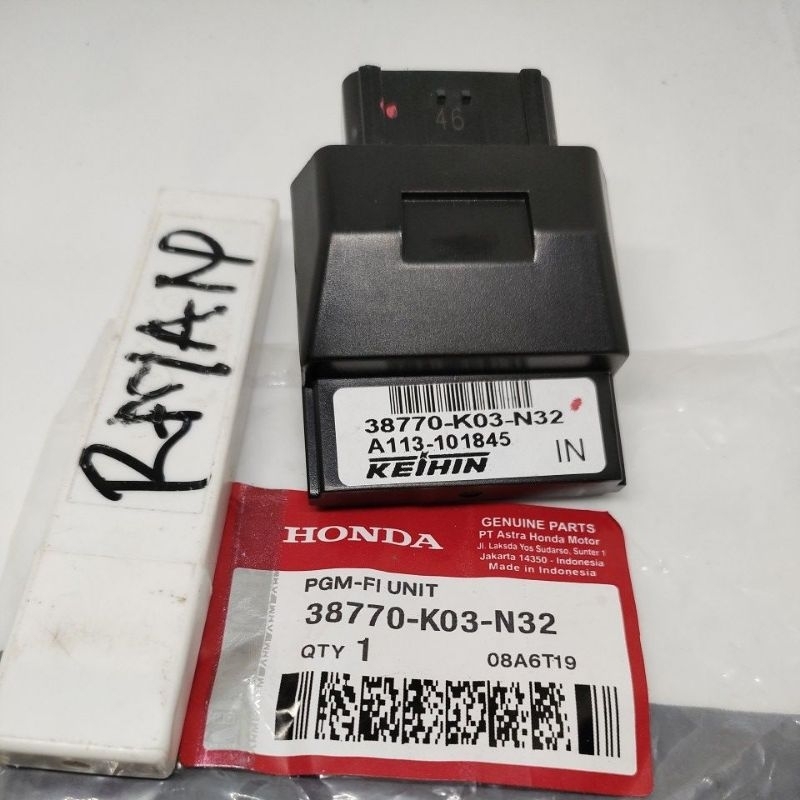 46
38770-K03-N32
A113-101845
KEIHIN
IN
HONDA
GENUINE PARTS
PT Astra Honda Motor
Jl. Laksda Yos Sudarso, Sunter 1
Jakarta 14350 - Indonesia
Made in Indonesia
PGM-FI UNIT
38770-K03-N32
QTY 1
08A6T19